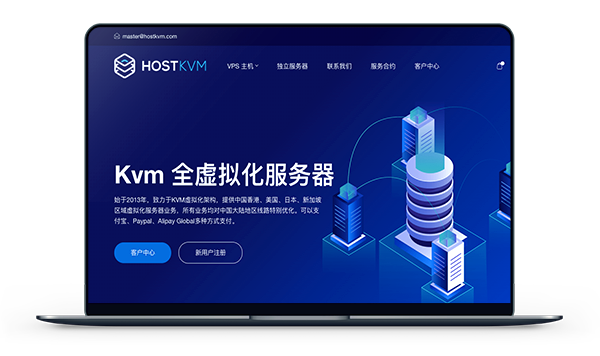 master@hostkvm.com
HOSTKVM
VPS 主机
独立服务器
联系我们
服务合约
客户中心
Kvm 全虚拟化服务器
始于2013年、致力于KVM虚拟化架构、提供中国香港、美国、日本、新加坡
区域虚拟化服务器业务，所有业务均对中国大陆地区线路特别优化。可以支
付宝、Paypal、Alipay Global多种方式支付。
客户中心
新用户注册